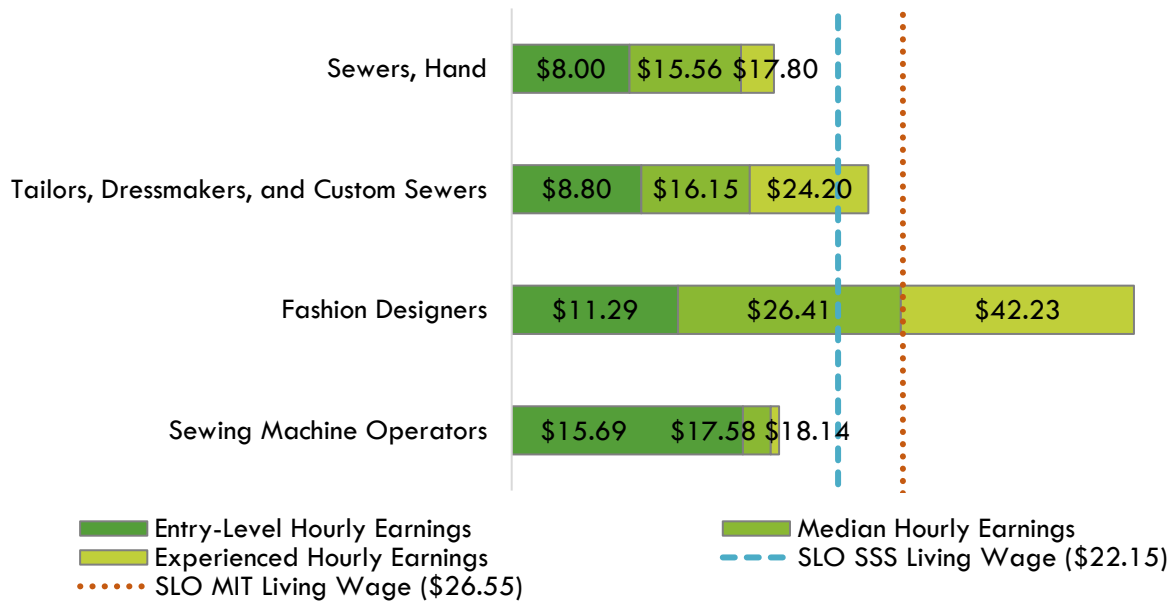 Sewers, Hand $8.00 $15.56 $17.80
Tailors, Dressmakers, and Custom Sewers $8.80 $16.15 $24.20
Fashion Designers $11.29 $26.41 $42.23
Sewing Machine Operators $15.69 $17.58 $18.14
Entry-Level Hourly Earnings Median Hourly Earnings
Experienced Hourly Earnings SLO SSS Living Wage ($22.15)
SLO MIT Living Wage ($26.55)